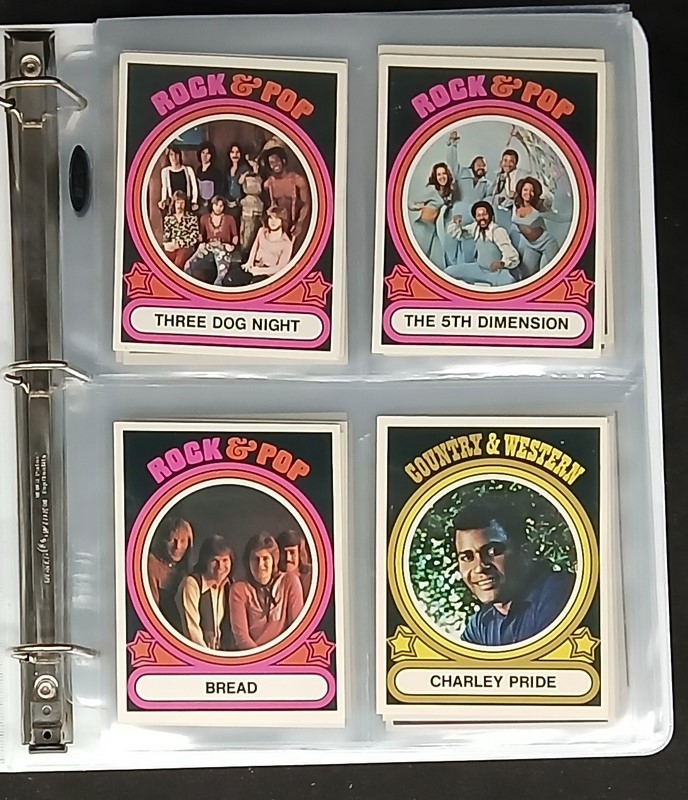 ROCK & POP
THREE DOG NIGHT
ROCK & POP
THE 5TH DIMENSION
ROCK & POP
BREAD
COUNTRY & WESTERN
CHARLEY PRIDE